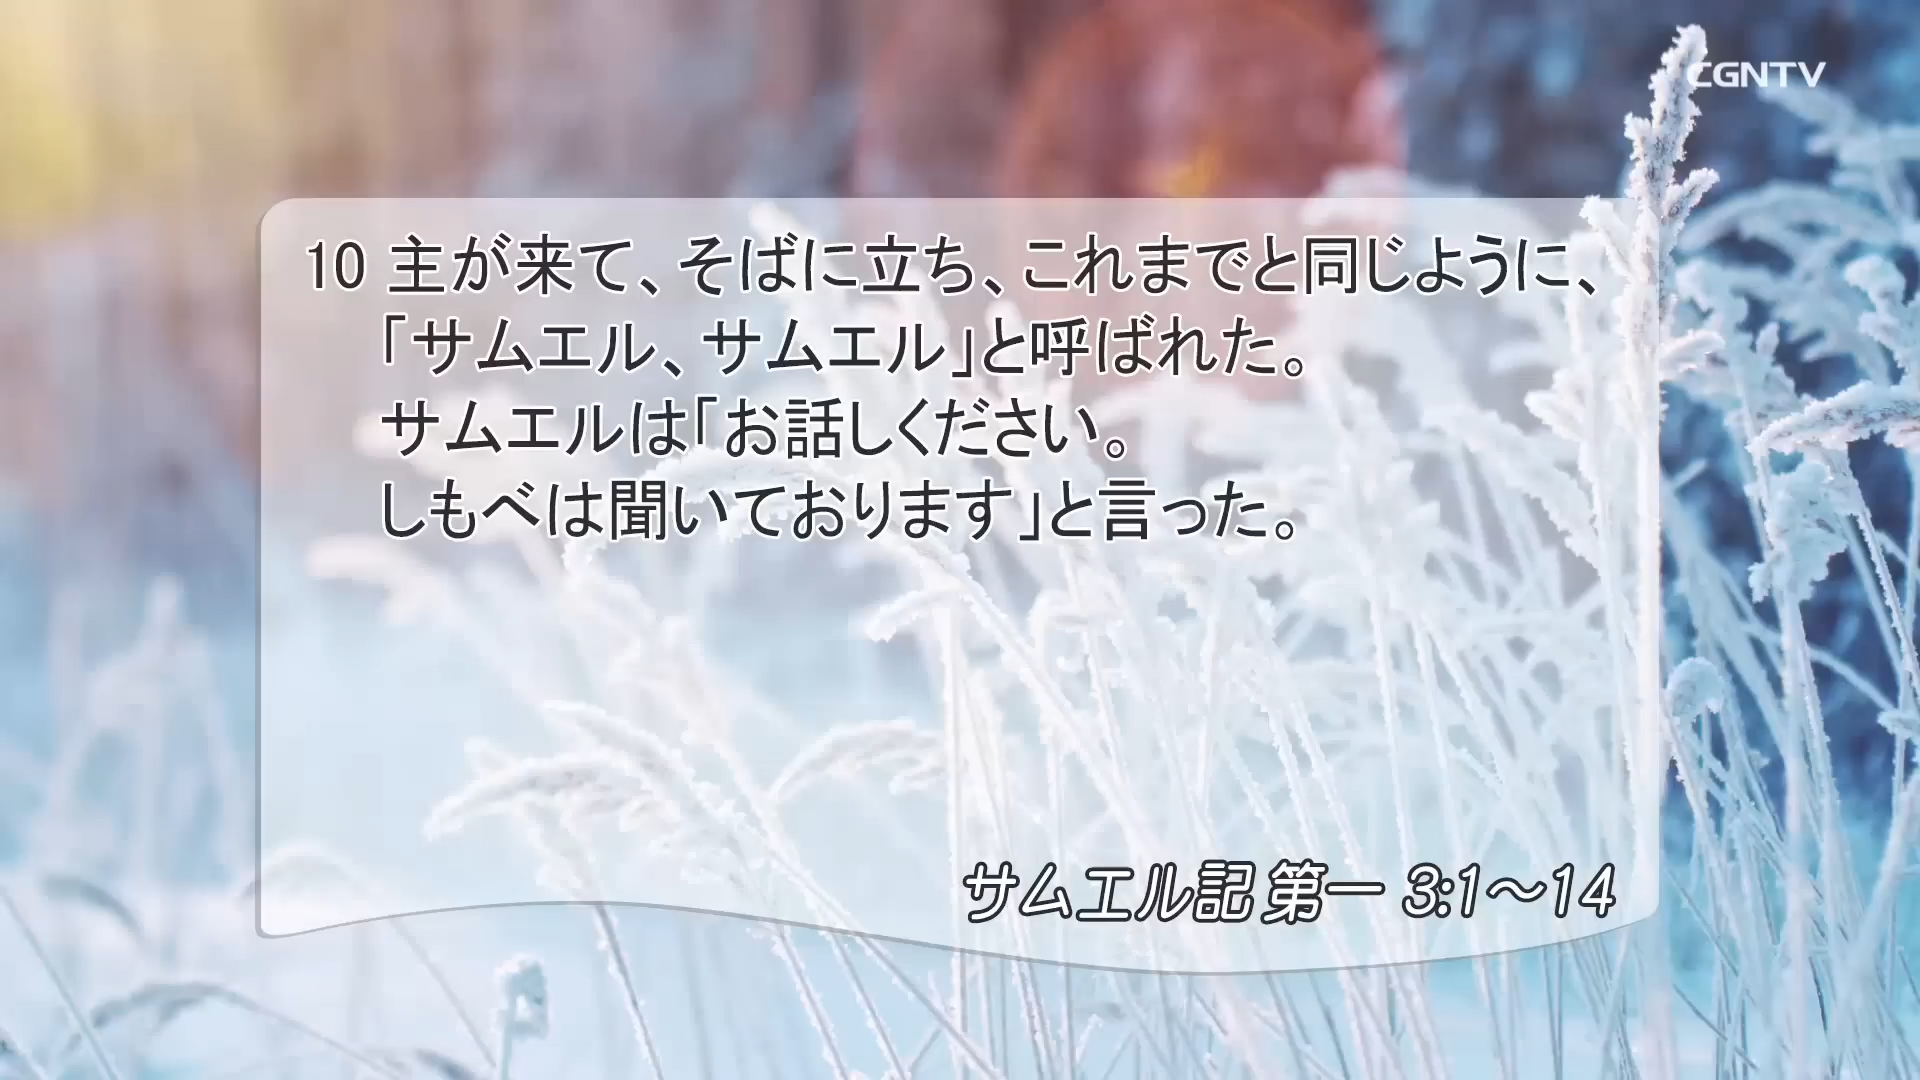 CGNTV
10 主が来て、そばに立ち、これまでと同じように、
「サムエル、サムエル」と呼ばれた。
サムエルは「お話しください。
しもべは聞いております」と言った。
サムエル記 第一 3:1～14